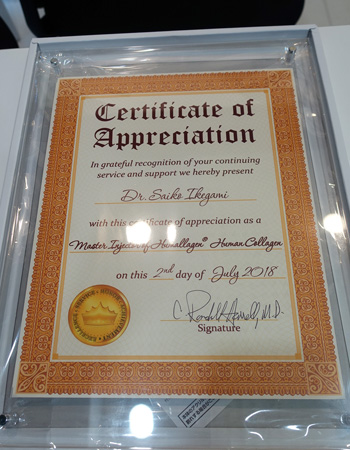 Certificate of
Appreciation
In grateful recognition of your continuing
service and support we hereby present
Dr. Saiko Ikegami
with this certificate of appreciation as a
Master Injector of Humallagen® Human Collagen
on this 2nd day of July 2018
M.D.
Signature
EXCELLENCE
ACHIEVEMENT